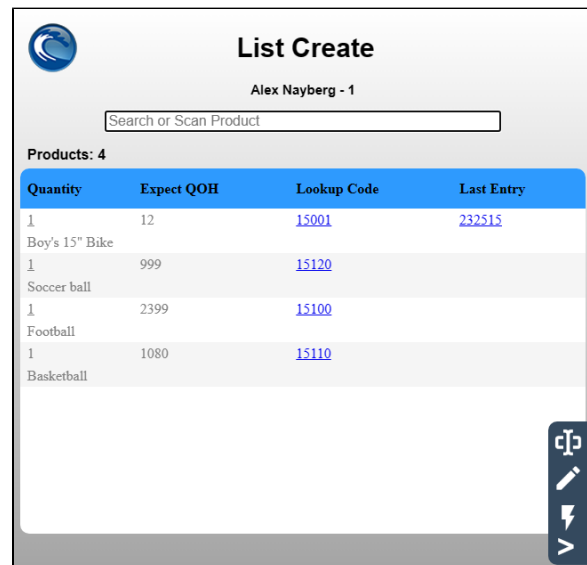 List Create
Alex Nayberg - 1
Search or Scan Product
Products: 4
Quantity Expect QOH Lookup Code Last Entry
1 12 15001 232515
Boy's 15" Bike
1 999 15120
Soccer ball
1 2399 15100
Football
1 1080 15110
Basketball